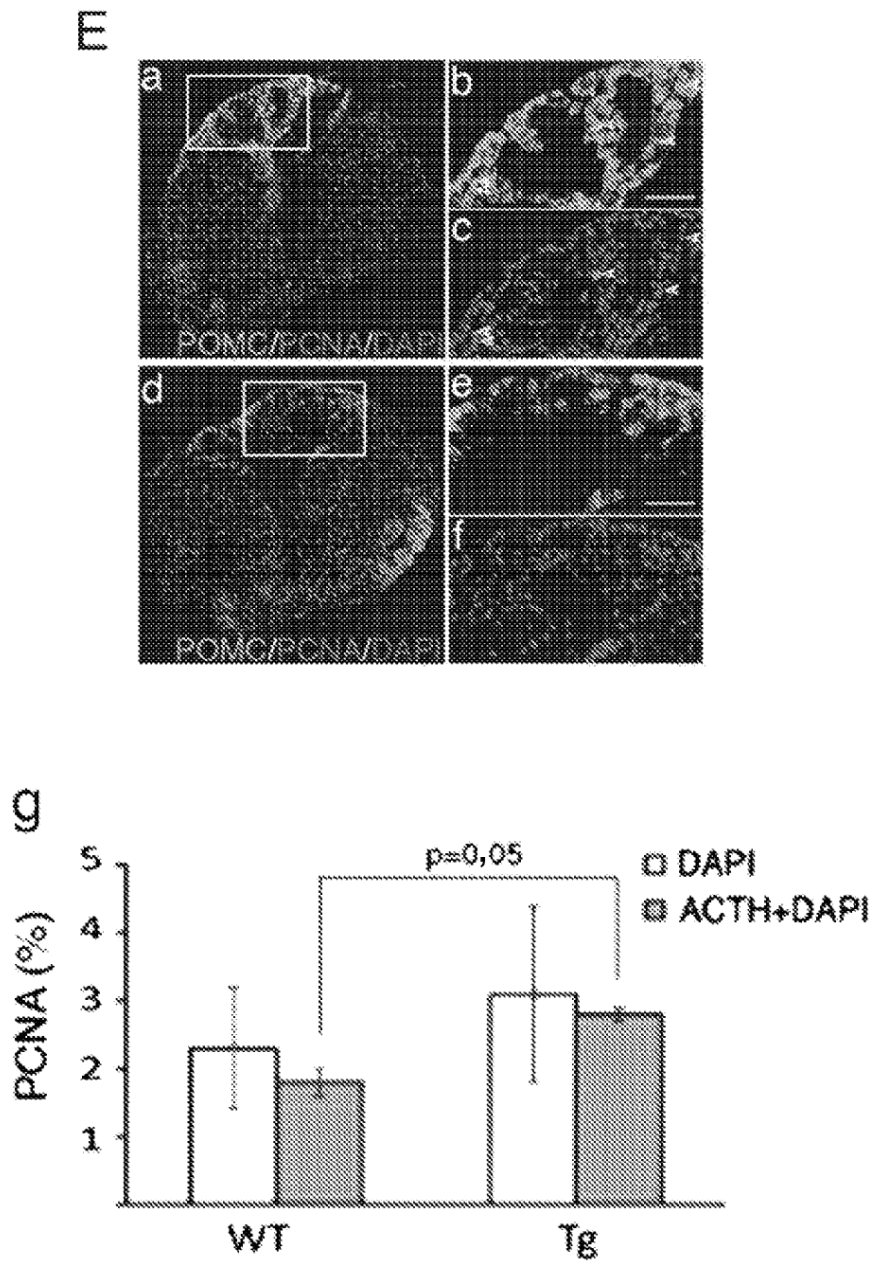 E
a
b
c
POMC/PCNA/DAPI
d
e
f
POMC/PCNA/DAPI
g
p=0,05
DAPI
ACTH+DAPI
PCNA (%)
5
4
3
2
1
WT
Tg